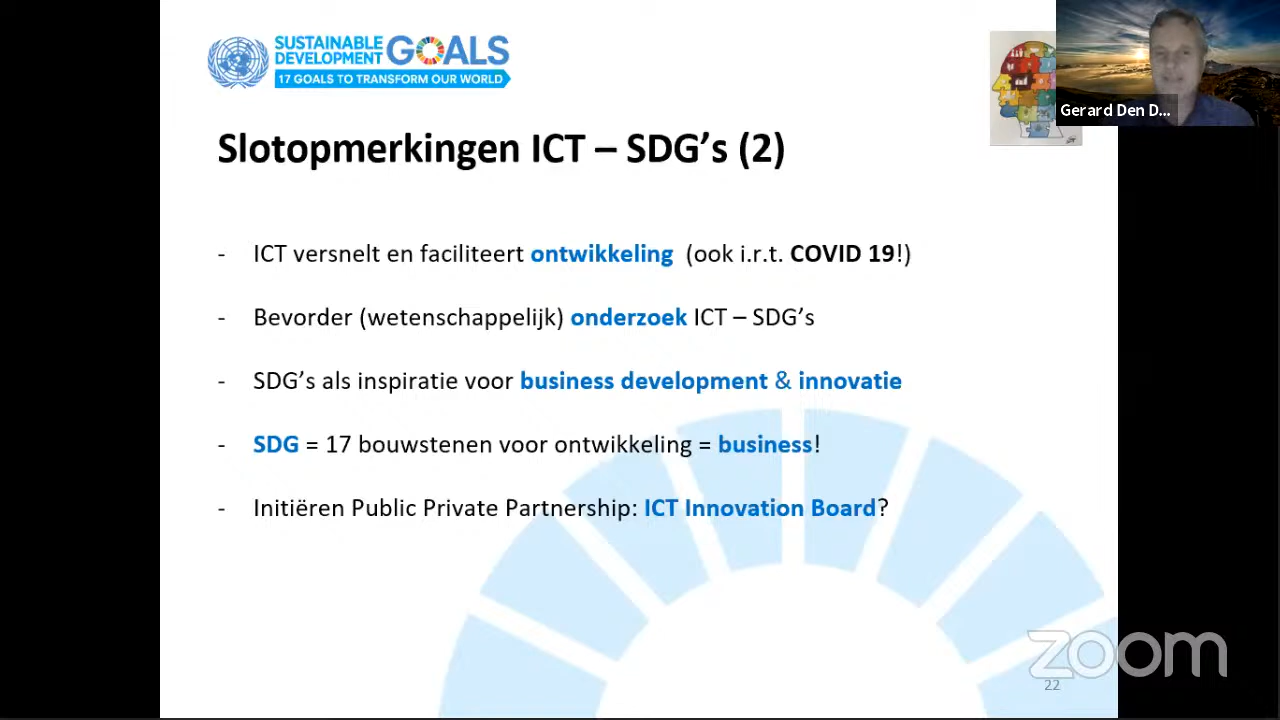 SUSTAINABLE
DEVELOPMENT GOALS
17 GOALS TO TRANSFORM OUR WORLD
Gerard Den D...
Slotopmerkingen ICT – SDG’s (2)
- ICT versnelt en faciliteert ontwikkeling (ook i.r.t. COVID 19!)
- Bevorder (wetenschappelijk) onderzoek ICT – SDG’s
- SDG’s als inspiratie voor business development & innovatie
- SDG = 17 bouwstenen voor ontwikkeling = business!
- Initiëren Public Private Partnership: ICT Innovation Board?
zoom
22